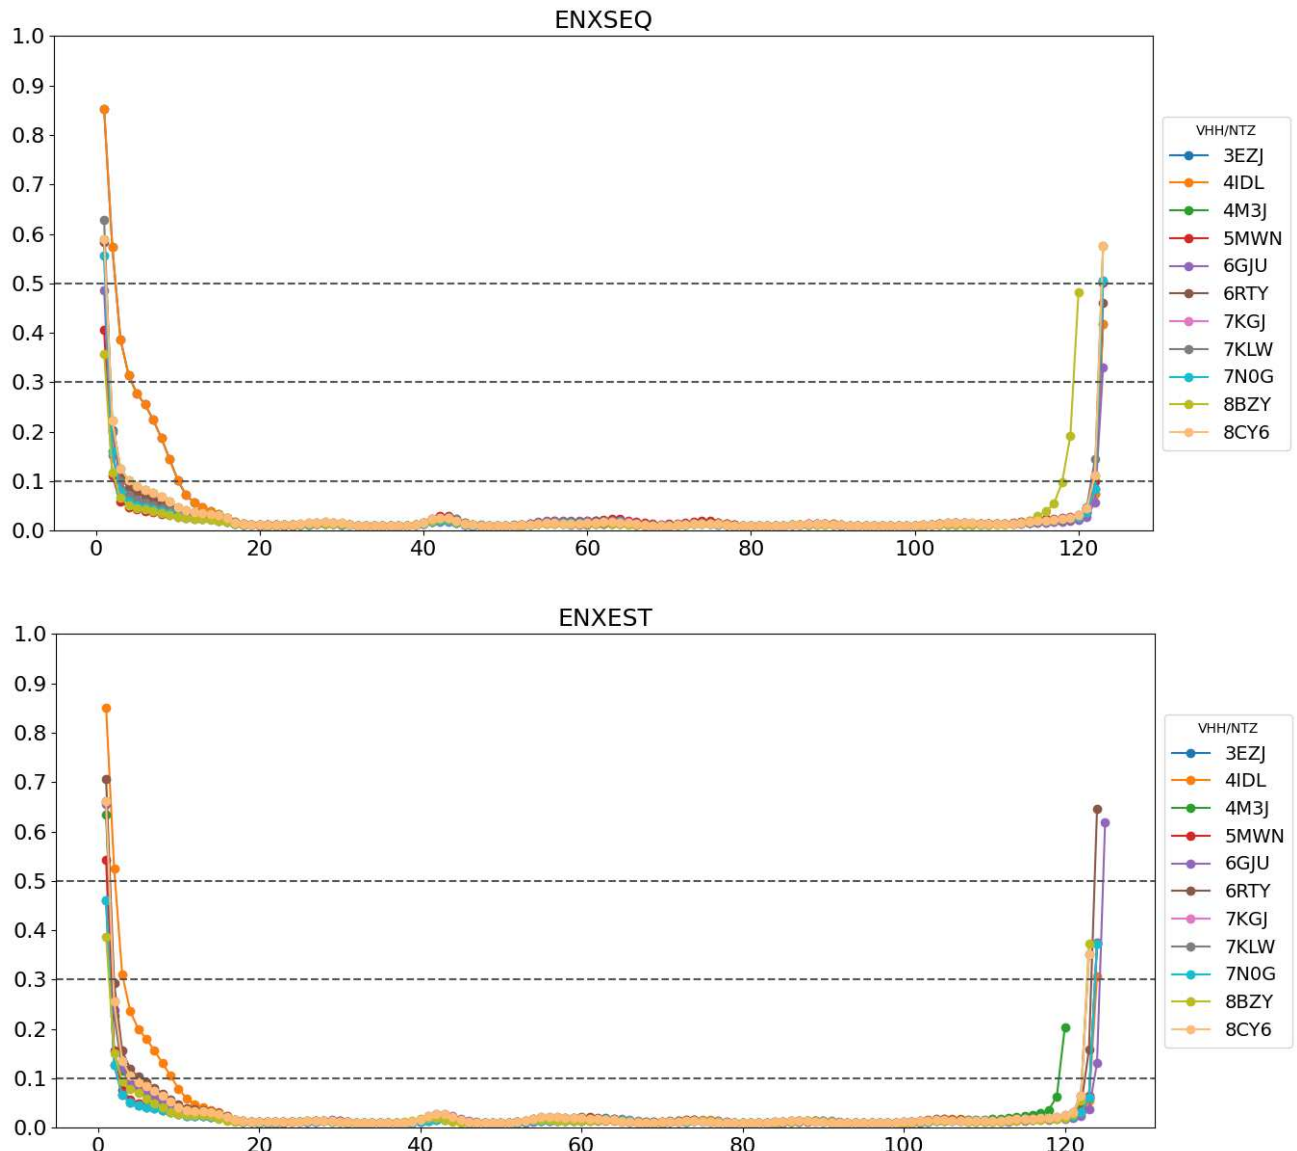 ENXSEQ
1.0
0.9
0.8
0.7
0.6
0.5
0.4
0.3
0.2
0.1
0.0
0 20 40 60 80 100 120
VHH/NTZ
3EZJ
4IDL
4M3J
5MWN
6GJU
6RTY
7KGJ
7KLW
7N0G
8BZY
8CY6
ENXEST
1.0
0.9
0.8
0.7
0.6
0.5
0.4
0.3
0.2
0.1
0.0
0 20 40 60 80 100 120
VHH/NTZ
3EZJ
4IDL
4M3J
5MWN
6GJU
6RTY
7KGJ
7KLW
7N0G
8BZY
8CY6